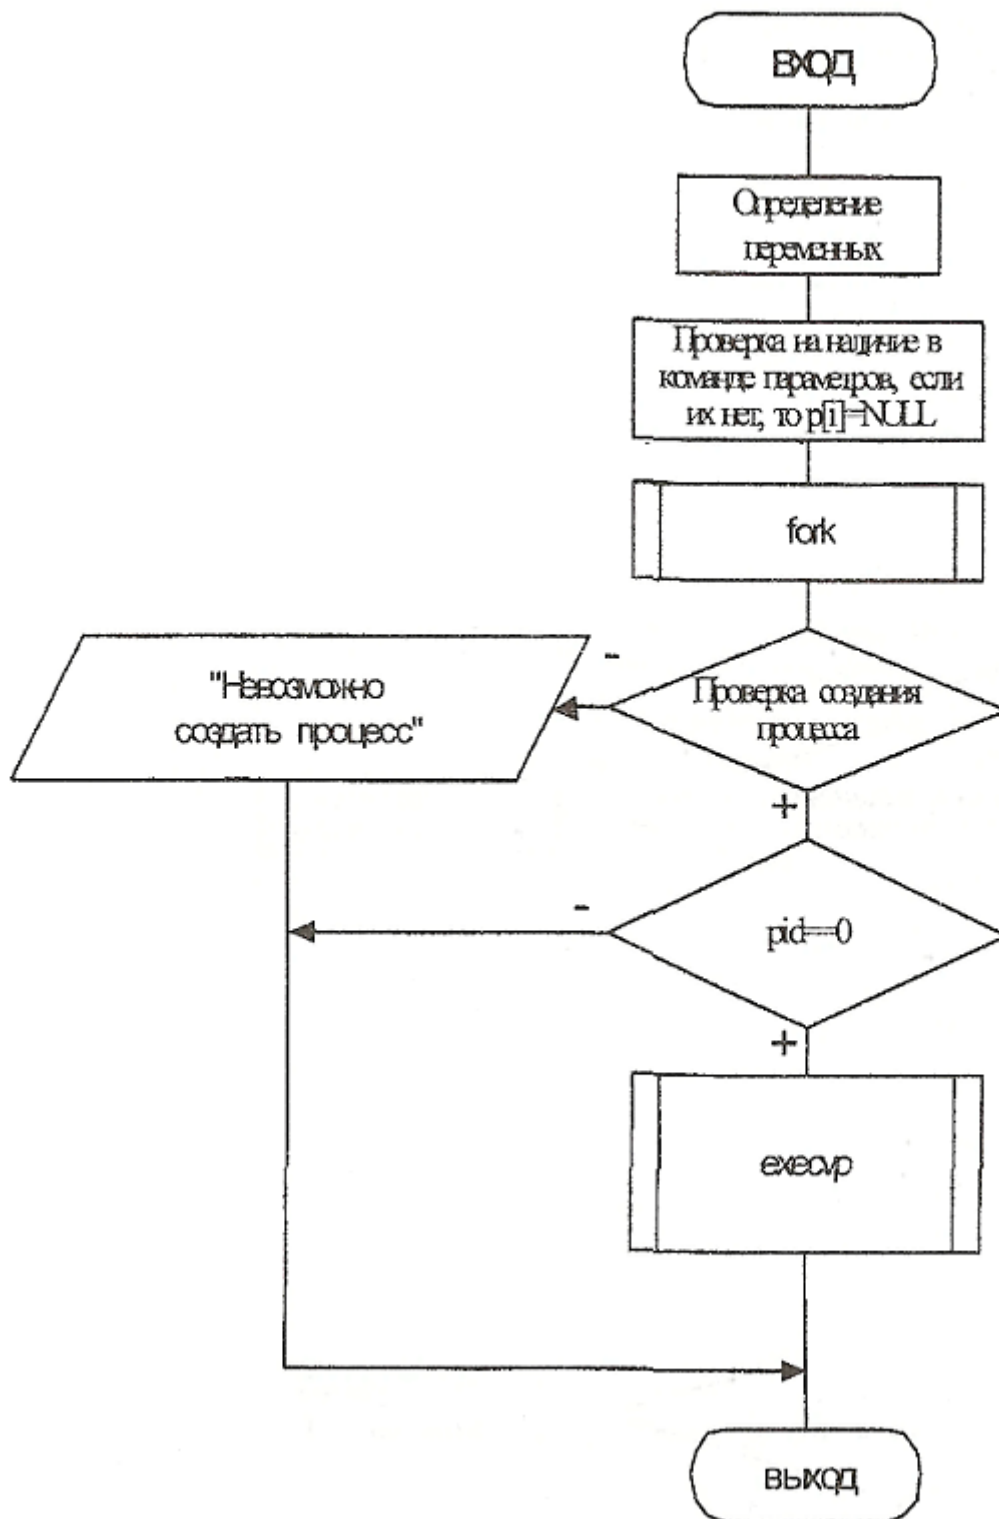 ВХОД
Определение
переменных
Проверка на наличие в
команде параметров, если
их нет, то p[i]=NULL
fork
-
"Невозможно
создать процесс"
Проверка создания
процесса
+
-
pid==0
+
execvp
ВЫХОД